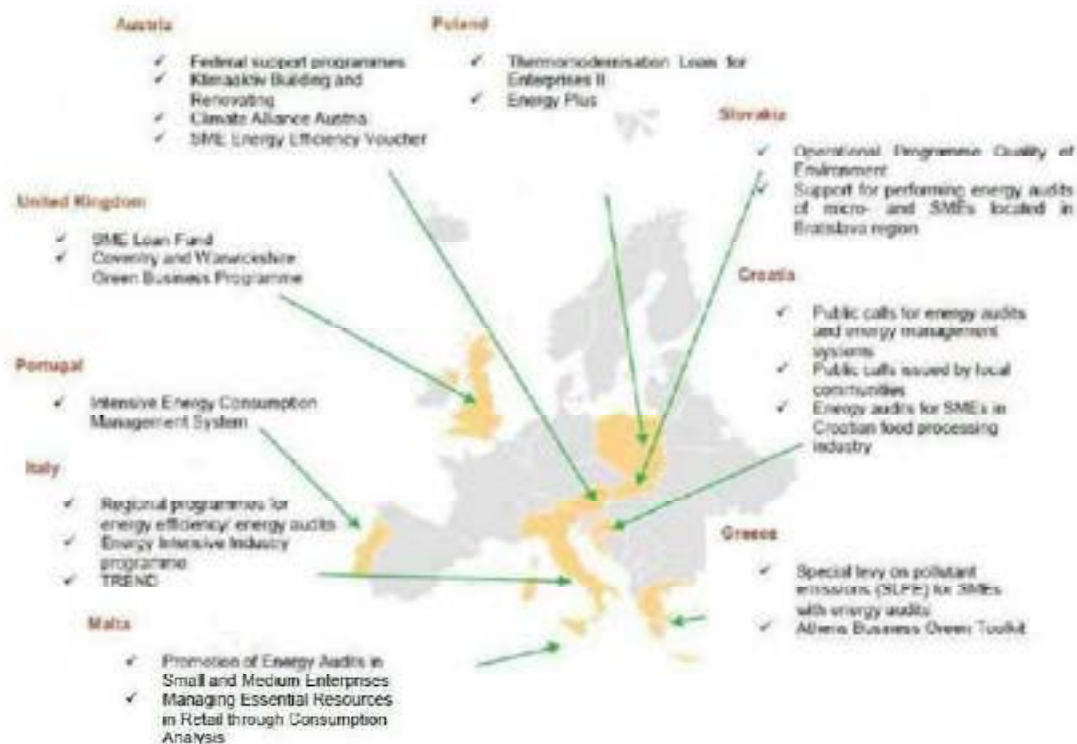 Austria
✓ Federal support programmes
✓ Klimaaktiv Building and
Renovating
✓ Climate Alliance Austria
✓ SME Energy Efficiency Voucher
Poland
✓ Thermomodernisation Loan for
Enterprises II
✓ Energy Plus
Slovakia
✓ Operational Programme Quality of
Environment
✓ Support for performing energy audits
of micro- and SMEs located in
Bratislava region
United Kingdom
✓ SME Loan Fund
✓ Coventry and Warwickshire
Green Business Programme
Croatia
✓ Public calls for energy audits
and energy management
systems
✓ Public calls issued by local
communities
✓ Energy audits for SMEs in
Croatian food processing
industry
Portugal
✓ Intensive Energy Consumption
Management System
Italy
✓ Regional programmes for
energy efficiency/ energy audits
✓ Energy Intensive Industry
programme
✓ TREND
Greece
✓ Special levy on pollutant
emissions (SLPE) for SMEs
with energy audits
✓ Athens Business Green Toolkit
Malta
✓ Promotion of Energy Audits in
Small and Medium Enterprises
✓ Managing Essential Resources
in Retail through Consumption
Analysis